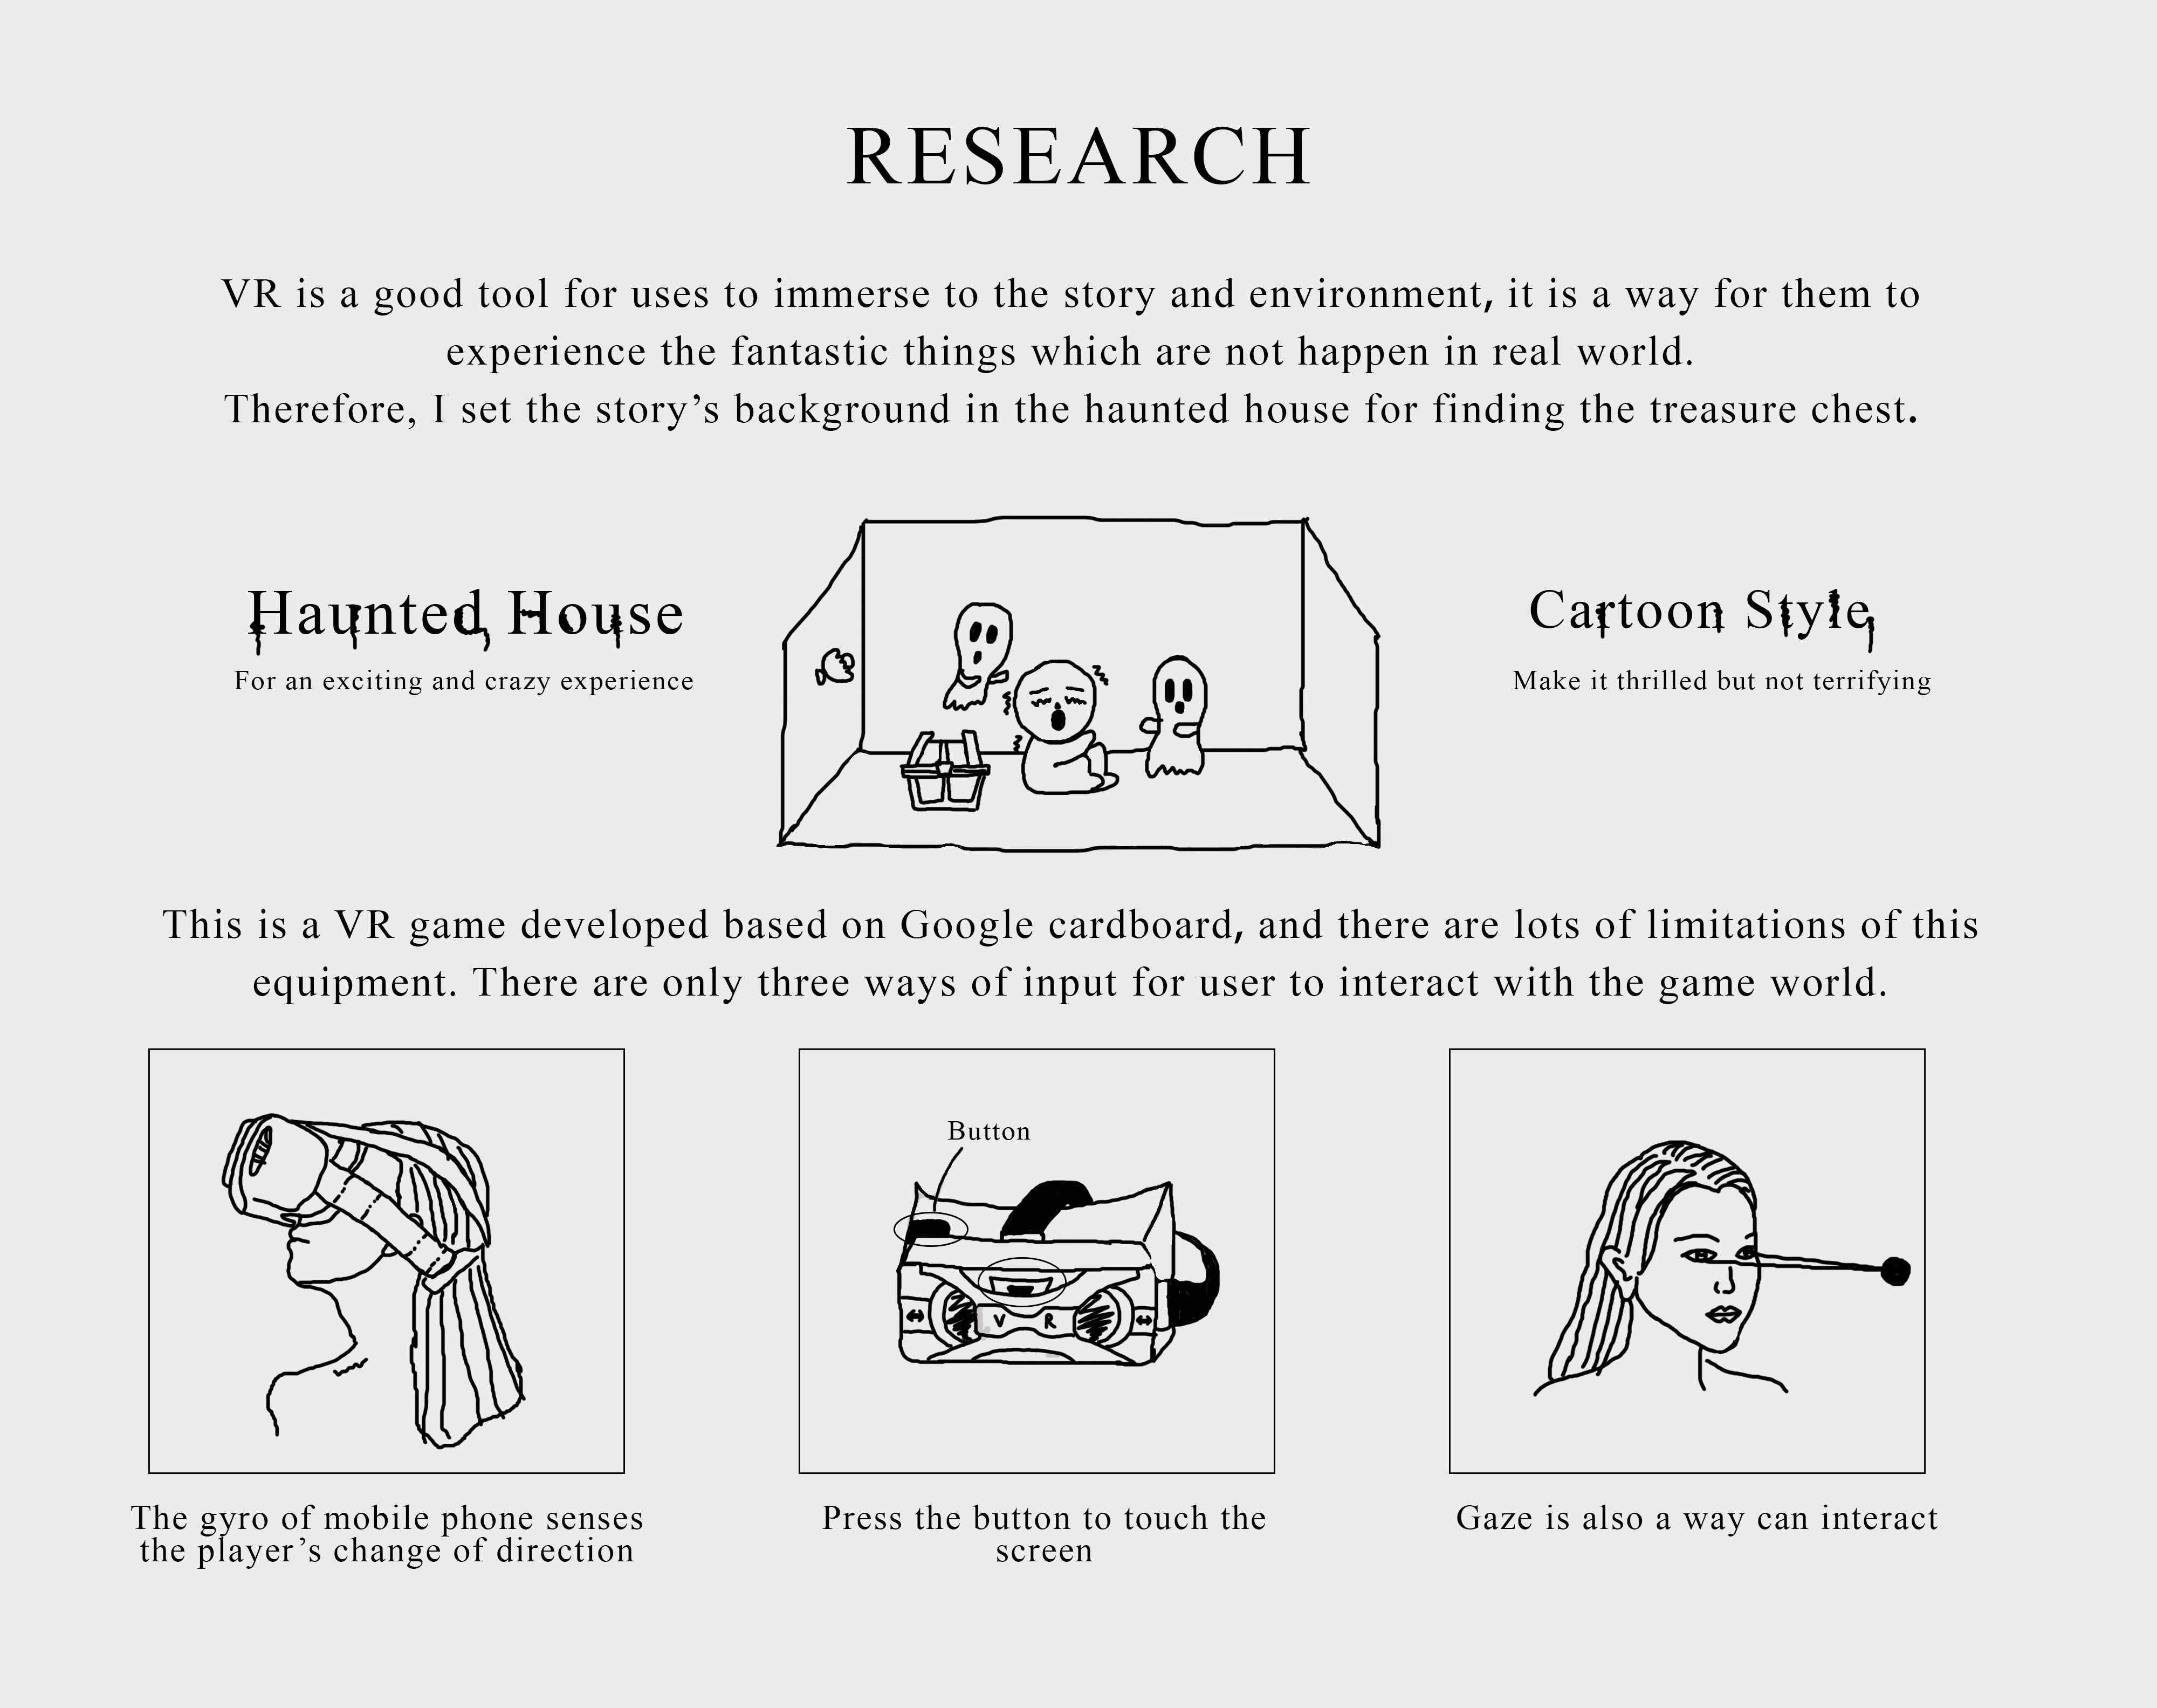 RESEARCH
VR is a good tool for uses to immerse to the story and environment, it is a way for them to
experience the fantastic things which are not happen in real world.
Therefore, I set the story’s background in the haunted house for finding the treasure chest.
Haunted House
For an exciting and crazy experience
Cartoon Style
Make it thrilled but not terrifying
This is a VR game developed based on Google cardboard, and there are lots of limitations of this
equipment. There are only three ways of input for user to interact with the game world.
Button
V R
The gyro of mobile phone senses
the player’s change of direction
Press the button to touch the
screen
Gaze is also a way can interact